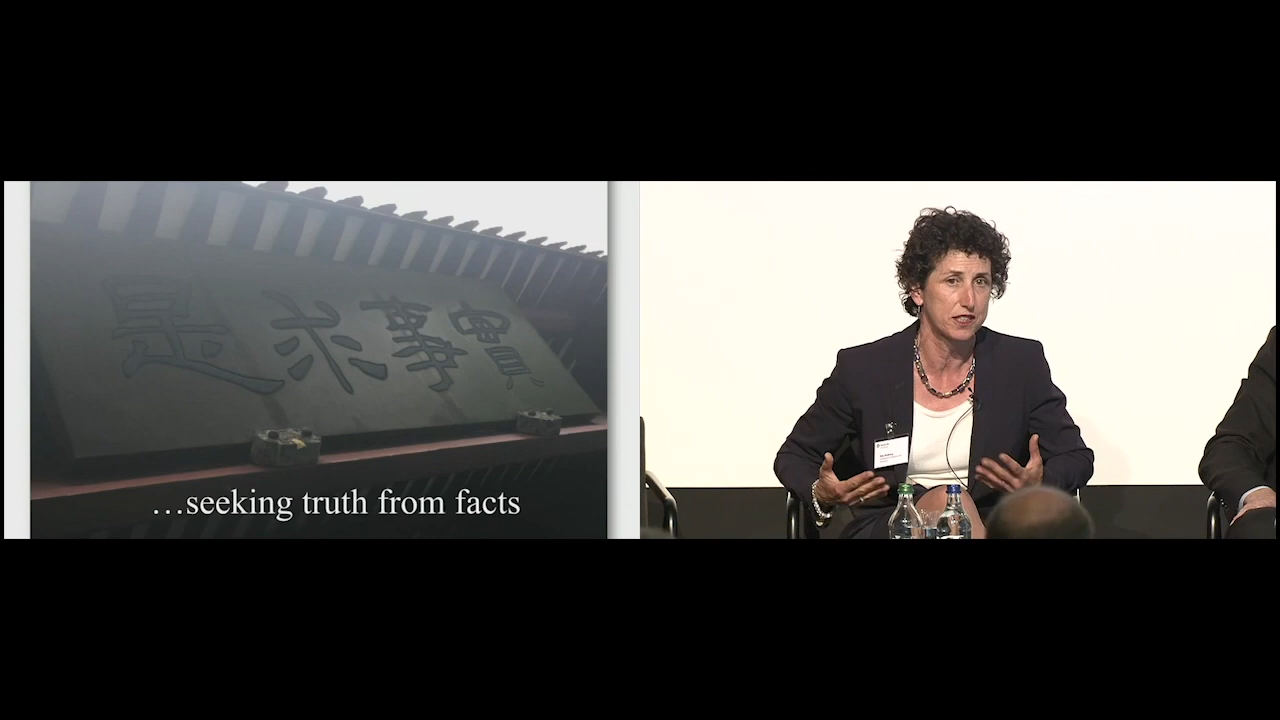 實事求是
…seeking truth from facts